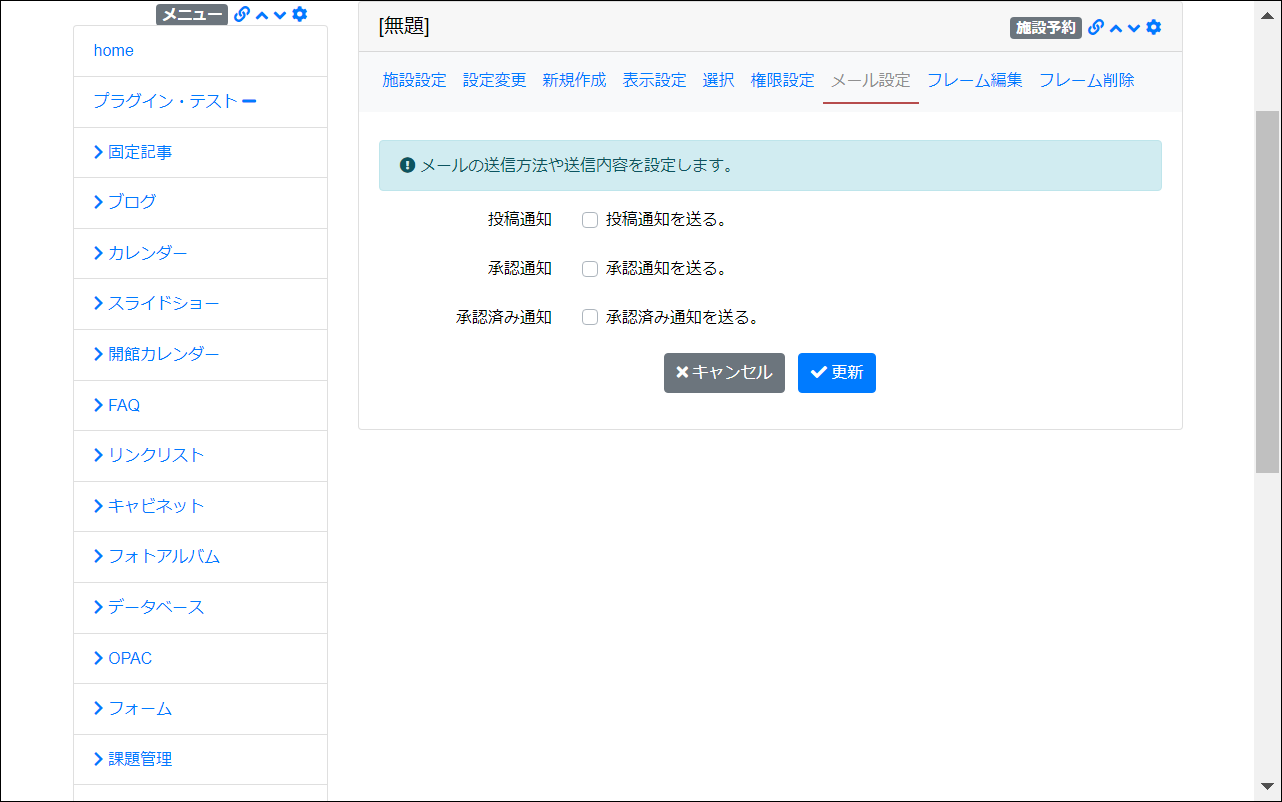 メニュー
home
プラグイン・テスト
固定記事
ブログ
カレンダー
スライドショー
開館カレンダー
FAQ
リンクリスト
キャビネット
フォトアルバム
データベース
OPAC
フォーム
課題管理
[無題]
施設予約
施設設定 設定変更 新規作成 表示設定 選択 権限設定 メール設定 フレーム編集 フレーム削除
メールの送信方法や送信内容を設定します。
投稿通知 投稿通知を送る。
承認通知 承認通知を送る。
承認済み通知 承認済み通知を送る。
キャンセル 更新